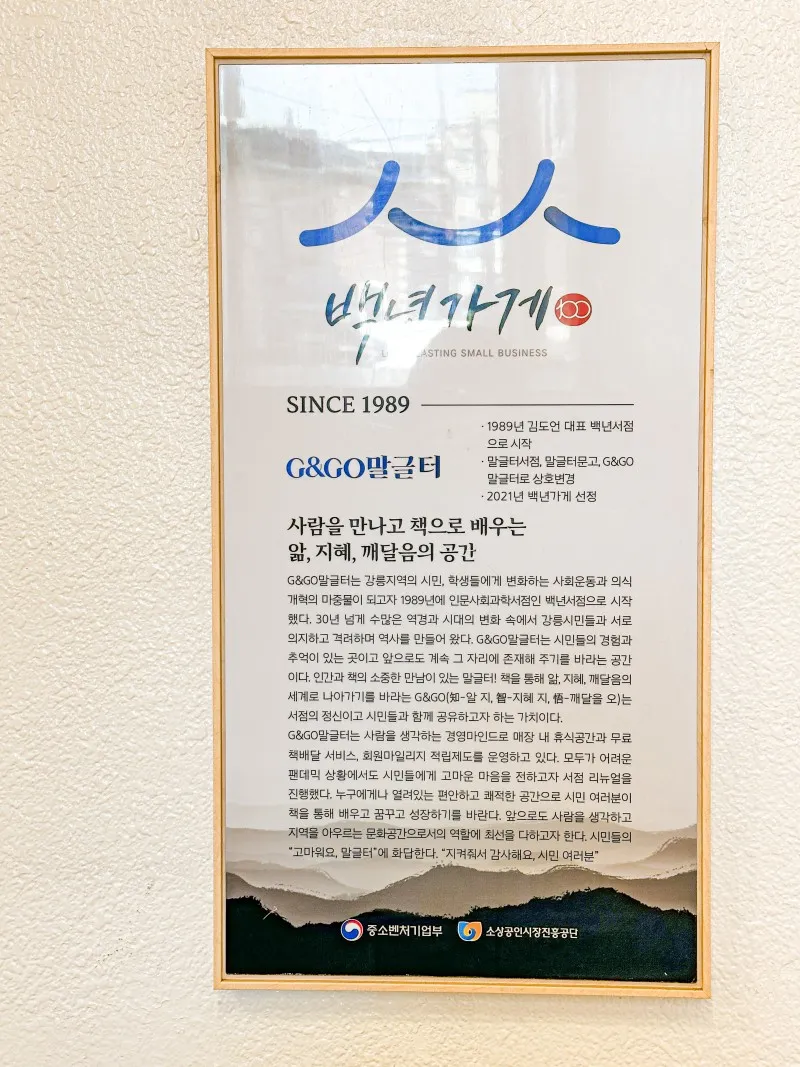 백년가게 100
LASTING SMALL BUSINESS
SINCE 1989
· 1989년 김도언 대표 백년서점
으로 시작
· 말글터서점, 말글터문고, G&GO
말글터로 상호변경
· 2021년 백년가게 선정
G&GO말글터
사람을 만나고 책으로 배우는
앎, 지혜, 깨달음의 공간
G&GO말글터는 강릉지역의 시민, 학생들에게 변화하는 사회운동과 의식
개혁의 마중물이 되고자 1989년에 인문사회과학서점인 백년서점으로 시작
했다. 30년 넘게 수많은 역경과 시대의 변화 속에서 강릉시민들과 서로
의지하고 격려하며 역사를 만들어 왔다. G&GO말글터는 시민들의 경험과
추억이 있는 곳이고 앞으로도 계속 그 자리에 존재해 주기를 바라는 공간
이다. 인간과 책의 소중한 만남이 있는 말글터! 책을 통해 앎, 지혜, 깨달음의
세계로 나아가기를 바라는 G&GO(知-알 지, 智-지혜 지, 悟-깨달을 오)는
서점의 정신이고 시민들과 함께 공유하고자 하는 가치이다.
G&GO말글터는 사람을 생각하는 경영마인드로 매장 내 휴식공간과 무료
책배달 서비스, 회원마일리지 적립제도를 운영하고 있다. 모두가 어려운
팬데믹 상황에서도 시민들에게 고마운 마음을 전하고자 서점 리뉴얼을
진행했다. 누구에게나 열려있는 편안하고 쾌적한 공간으로 시민 여러분이
책을 통해 배우고 꿈꾸고 성장하기를 바란다. 앞으로도 사람을 생각하고
지역을 아우르는 문화공간으로서의 역할에 최선을 다하고자 한다. 시민들의
“고마워요, 말글터”에 화답한다. “지켜줘서 감사해요, 시민 여러분”
중소벤처기업부 소상공인시장진흥공단